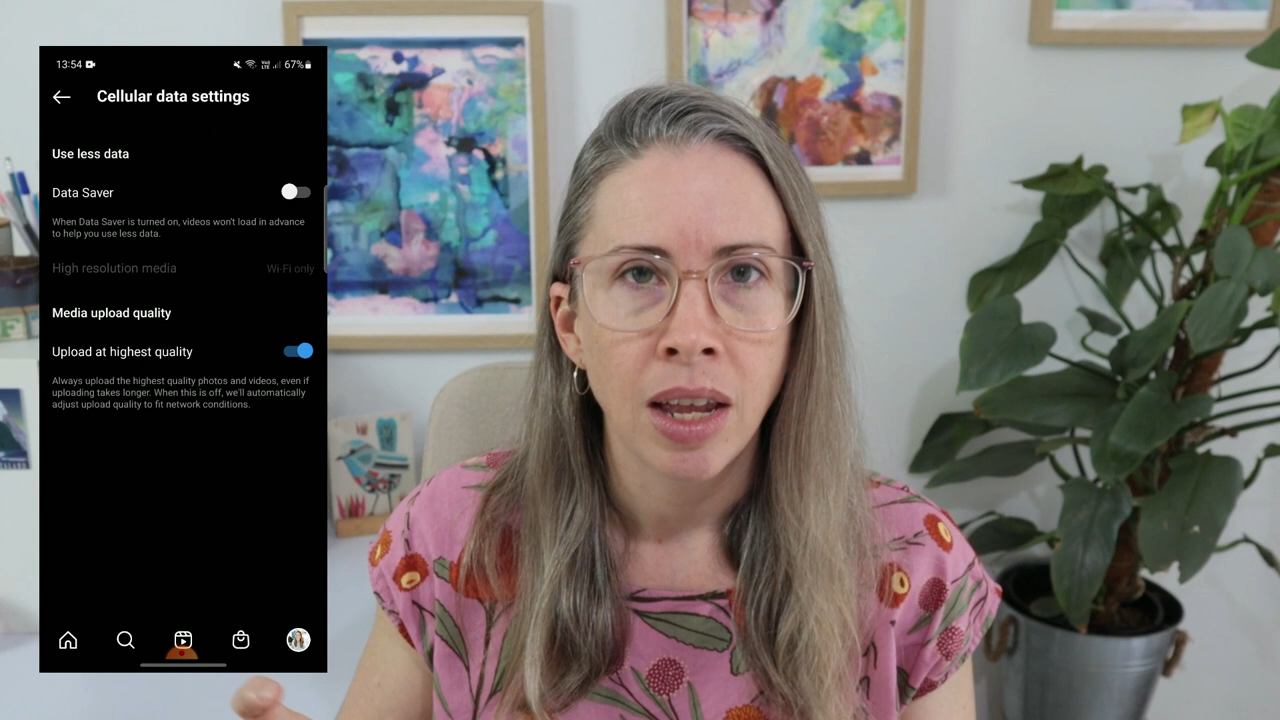 13:54
67%
Cellular data settings
Use less data
Data Saver
When Data Saver is turned on, videos won't load in advance
to help you use less data.
High resolution media Wi-Fi only
Media upload quality
Upload at highest quality
Always upload the highest quality photos and videos, even if
uploading takes longer. When this is off, we'll automatically
adjust upload quality to fit network conditions.